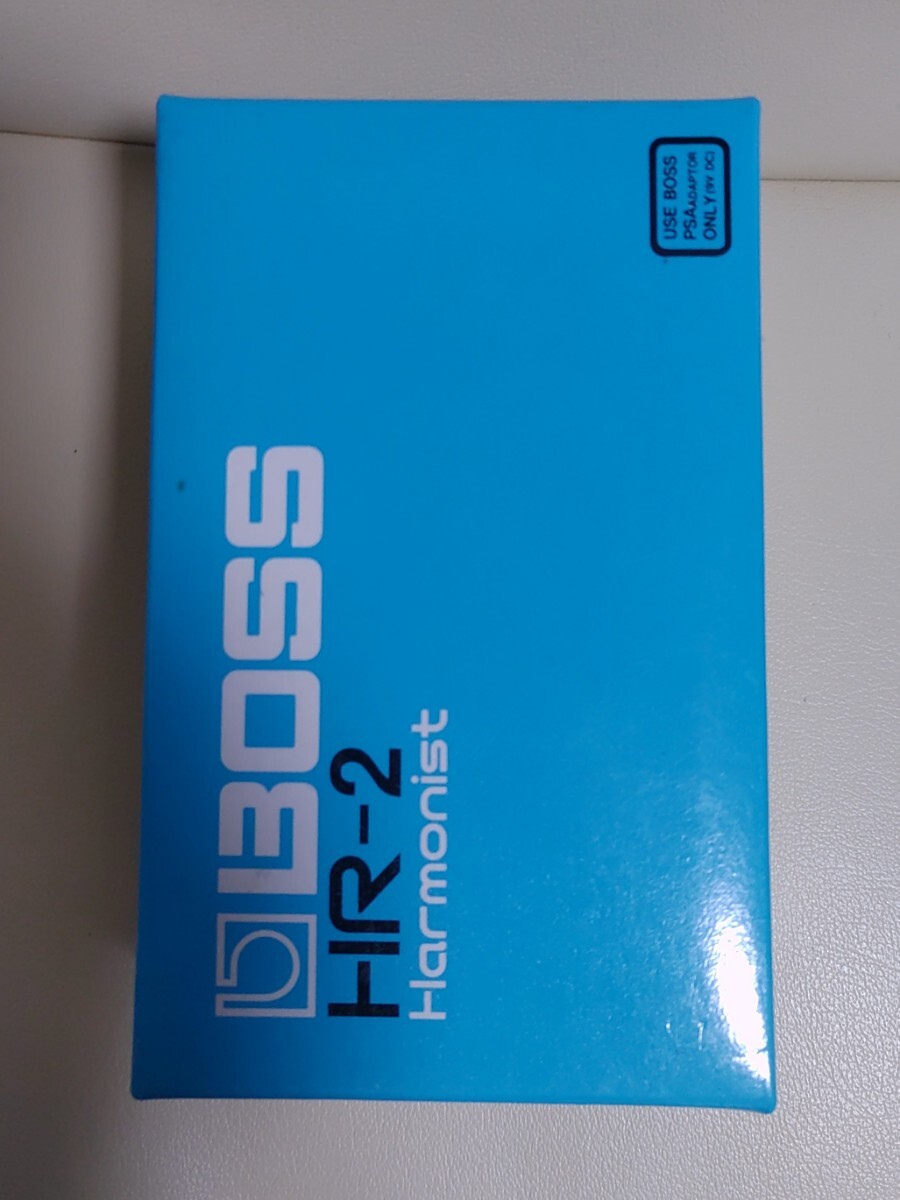 BOSS
HR-2
Harmonist
USE BOSS
PSA ADAPTOR
ONLY (9V DC)